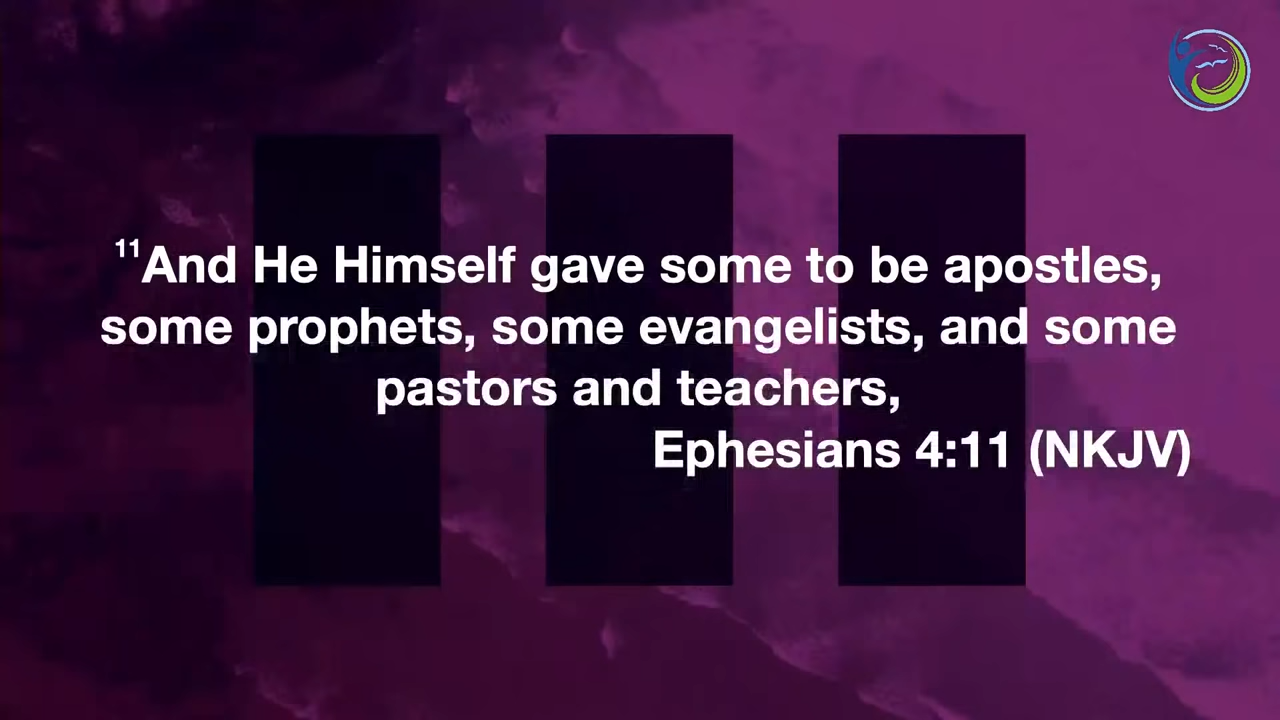 11And He Himself gave some to be apostles,
some prophets, some evangelists, and some
pastors and teachers,
Ephesians 4:11 (NKJV)